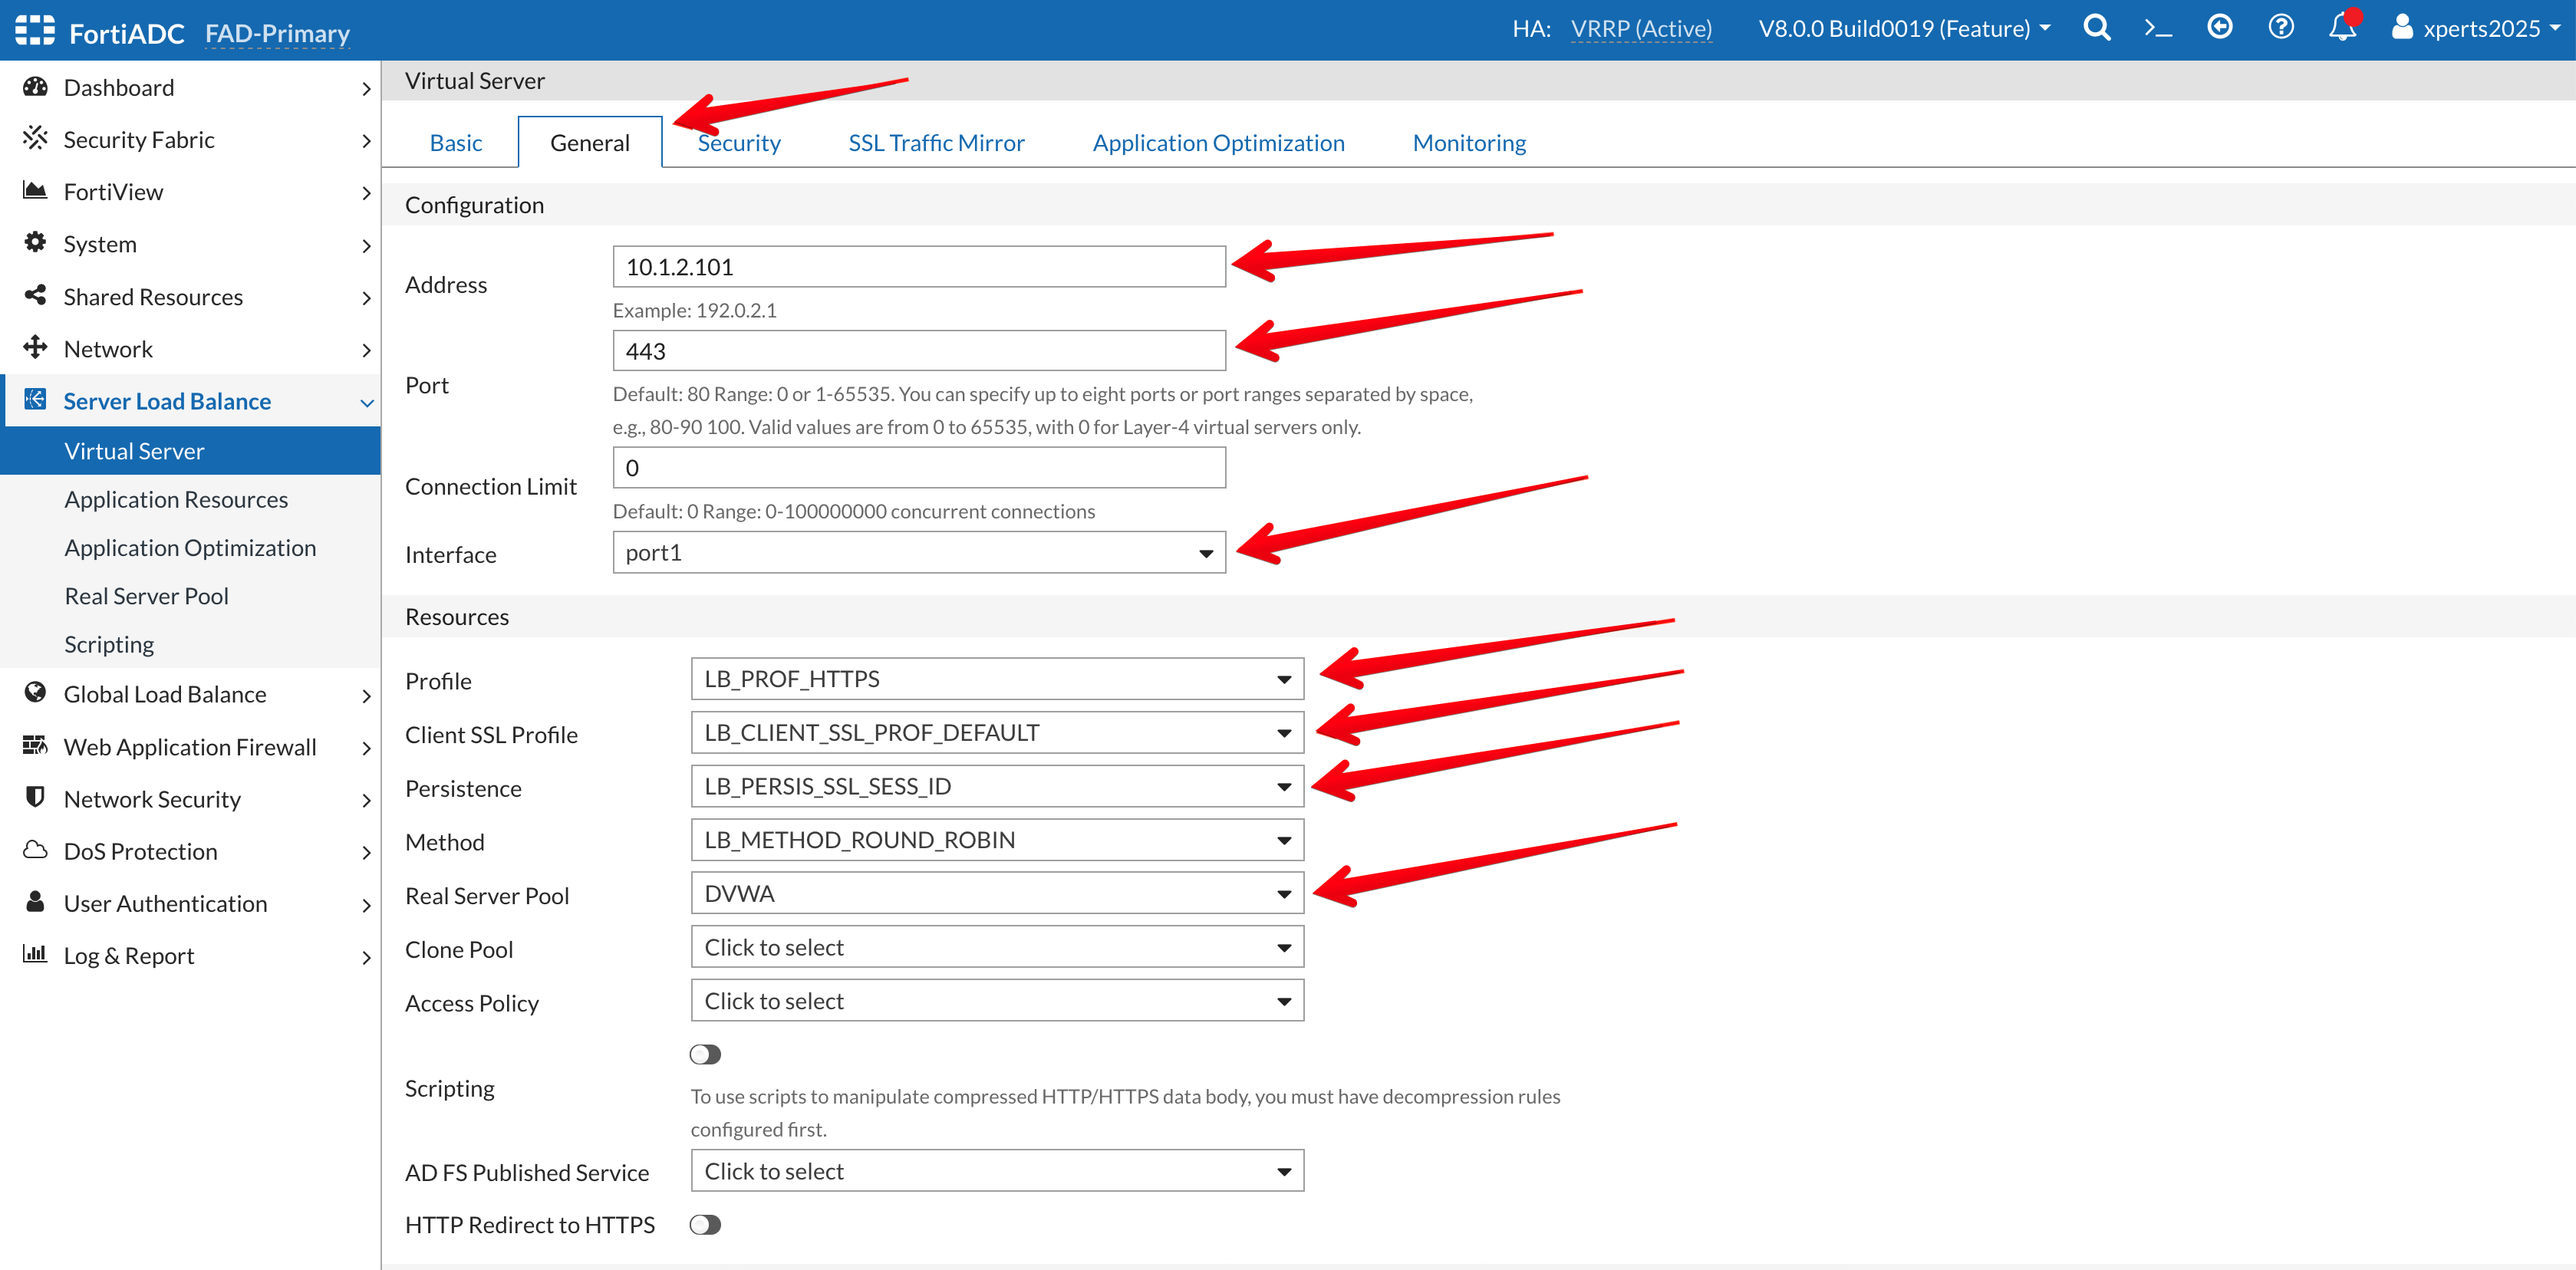 FortiADC FAD-Primary HA: VRRP (Active) V8.0.0 Build0019 (Feature) xperts2025
Dashboard
Security Fabric
FortiView
System
Shared Resources
Network
Server Load Balance
Virtual Server
Application Resources
Application Optimization
Real Server Pool
Scripting
Global Load Balance
Web Application Firewall
Network Security
DoS Protection
User Authentication
Log & Report
Virtual Server
Basic General Security SSL Traffic Mirror Application Optimization Monitoring
Configuration
Address 10.1.2.101
Example: 192.0.2.1
Port 443
Default: 80 Range: 0 or 1-65535. You can specify up to eight ports or port ranges separated by space,
e.g., 80-90 100. Valid values are from 0 to 65535, with 0 for Layer-4 virtual servers only.
Connection Limit 0
Default: 0 Range: 0-100000000 concurrent connections
Interface port1
Resources
Profile LB_PROF_HTTPS
Client SSL Profile LB_CLIENT_SSL_PROF_DEFAULT
Persistence LB_PERSIS_SSL_SESS_ID
Method LB_METHOD_ROUND_ROBIN
Real Server Pool DVWA
Clone Pool Click to select
Access Policy Click to select
Scripting
To use scripts to manipulate compressed HTTP/HTTPS data body, you must have decompression rules
configured first.
AD FS Published Service Click to select
HTTP Redirect to HTTPS